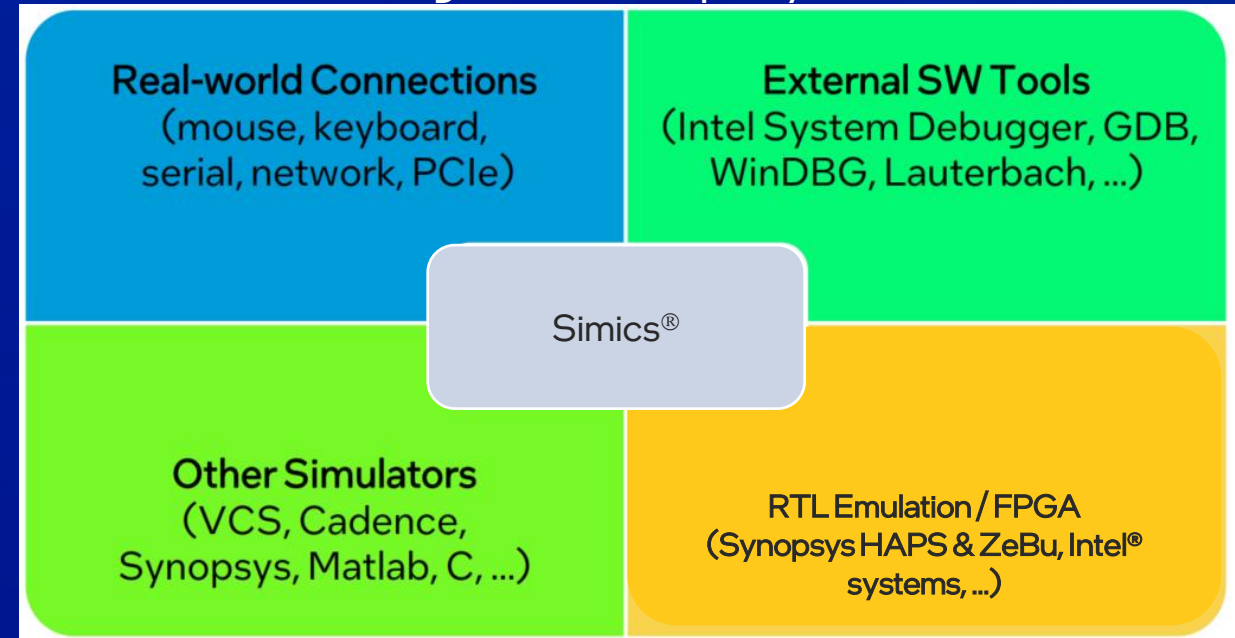 Real-world Connections
(mouse, keyboard,
serial, network, PCIe)
External SW Tools
(Intel System Debugger, GDB,
WinDBG, Lauterbach, ...)
Simics®
Other Simulators
(VCS, Cadence,
Synopsys, Matlab, C, ...)
RTL Emulation / FPGA
(Synopsys HAPS & ZeBu, Intel®
systems, ...)